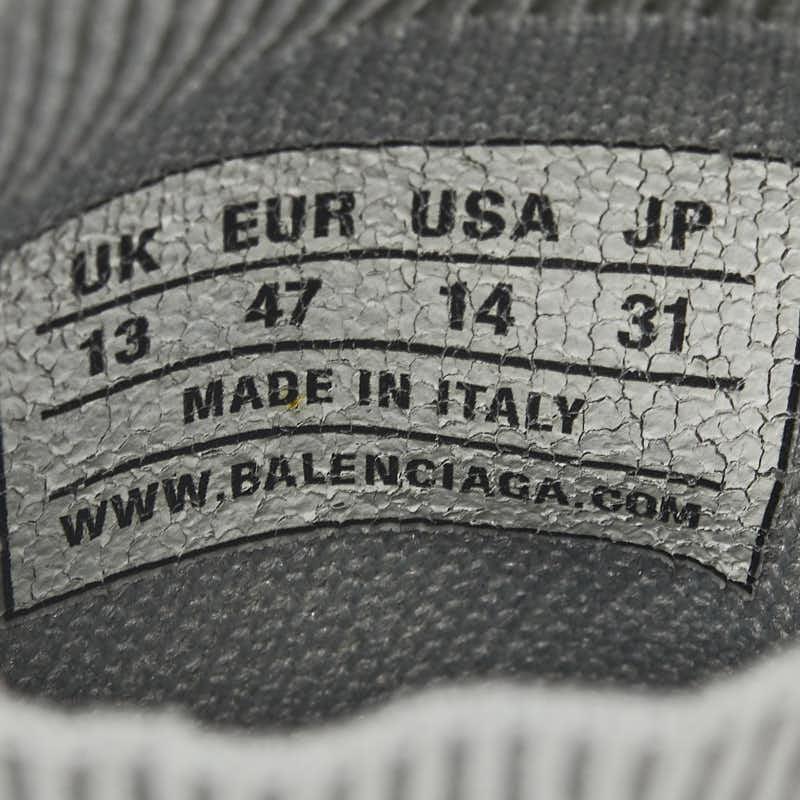 UK EUR USA JP
13 47 14 31
MADE IN ITALY
WWW.BALENCIAGA.COM